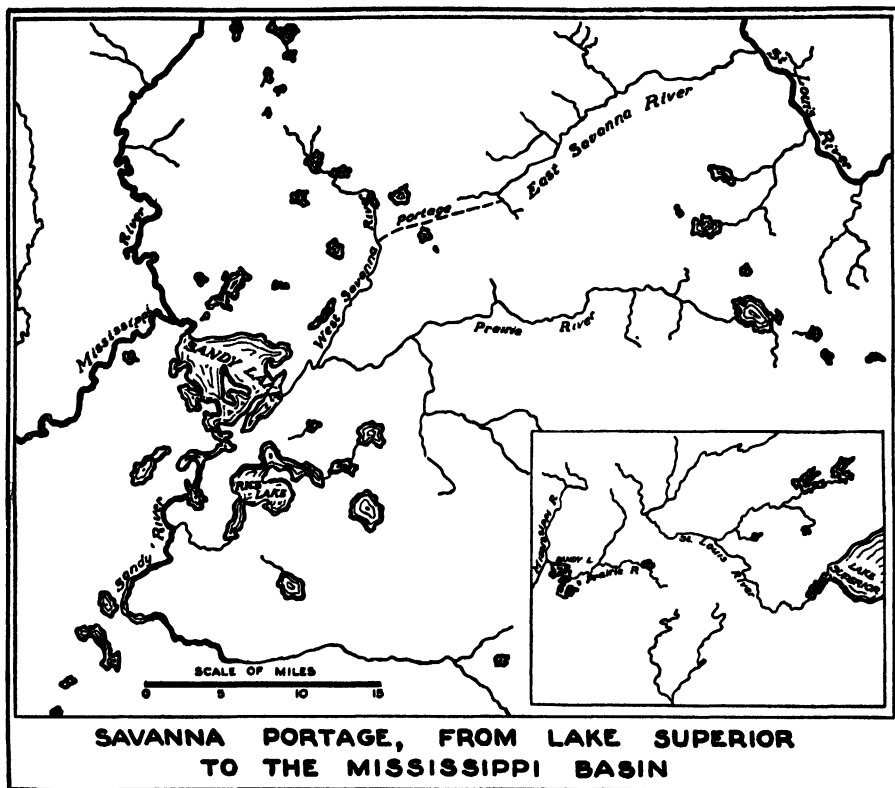 St
Louis
River
East Savanna River
Portage
River
West Savanna
River
Mississippi
Prairie River
SANDY LAKE
RICE
LAKE
Sandy River
SCALE OF MILES
0 5 10 15
MISSISSIPPI R
SANDY L
Prairie R
St. Louis
River
LAKE
SUPERIOR
SAVANNA PORTAGE, FROM LAKE SUPERIOR
TO THE MISSISSIPPI BASIN